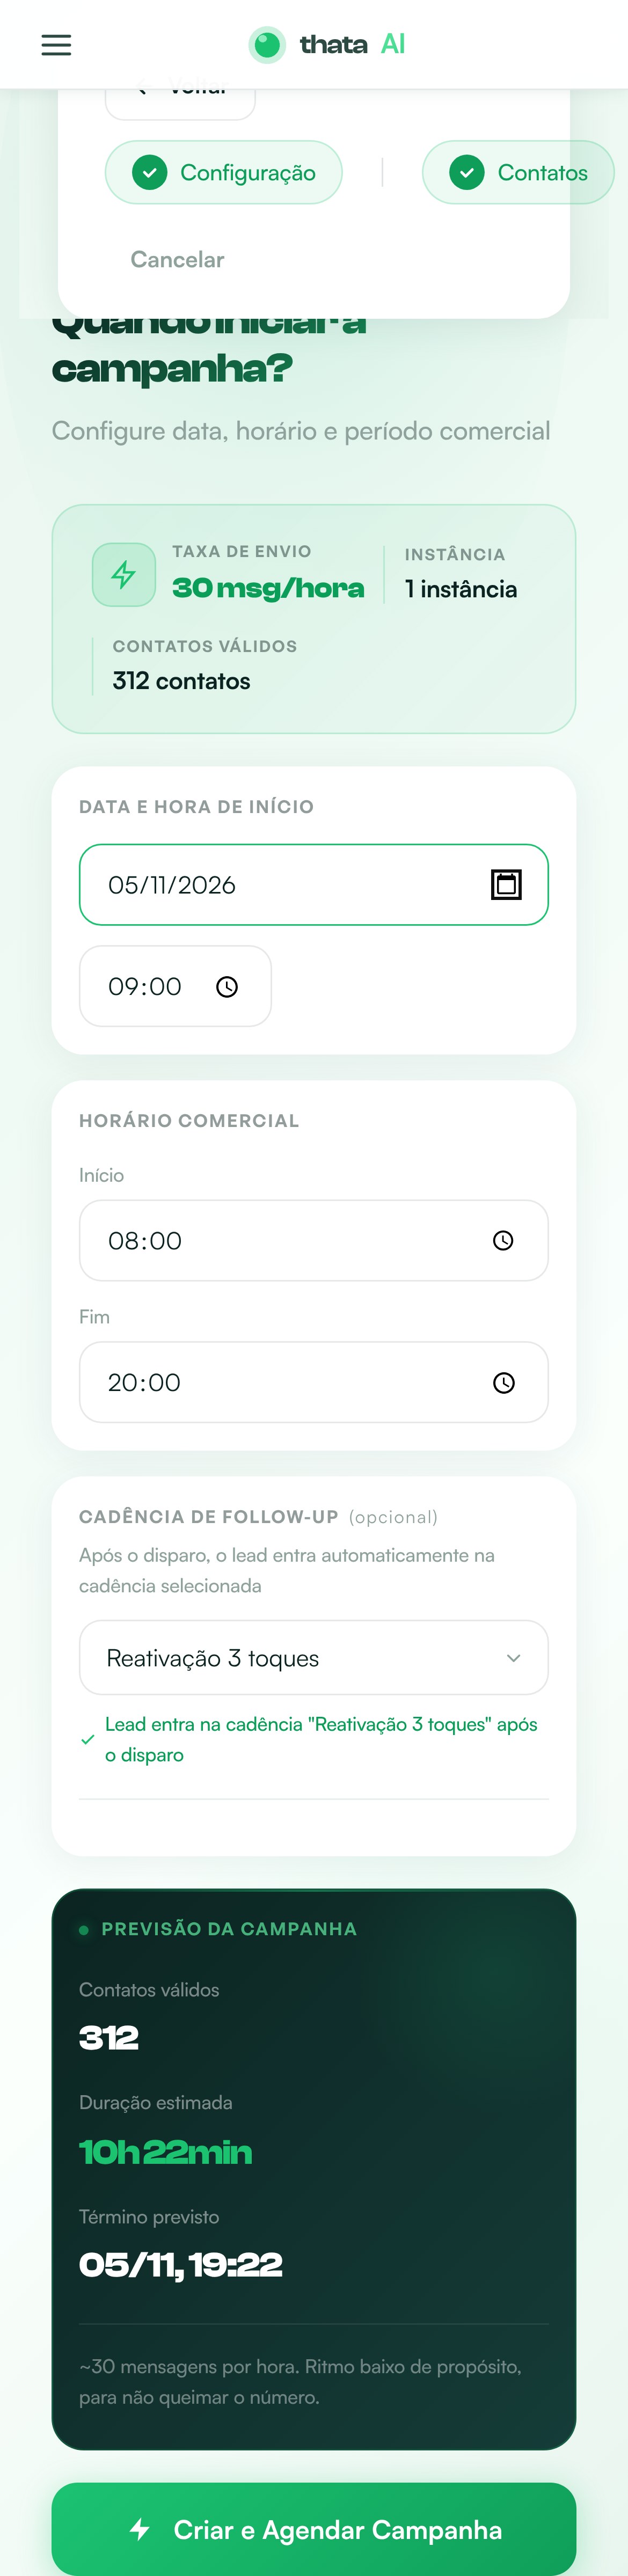 thata AI
Voltar
Configuração
Contatos
Cancelar
Quando iniciar a
campanha?
Configure data, horário e período comercial
TAXA DE ENVIO
30 msg/hora
INSTÂNCIA
1 instância
CONTATOS VÁLIDOS
312 contatos
DATA E HORA DE INÍCIO
05/11/2026
09:00
HORÁRIO COMERCIAL
Início
08:00
Fim
20:00
CADÊNCIA DE FOLLOW-UP (opcional)
Após o disparo, o lead entra automaticamente na
cadência selecionada
Reativação 3 toques
Lead entra na cadência "Reativação 3 toques" após
o disparo
PREVISÃO DA CAMPANHA
Contatos válidos
312
Duração estimada
10h 22min
Término previsto
05/11, 19:22
~30 mensagens por hora. Ritmo baixo de propósito,
para não queimar o número.
Criar e Agendar Campanha